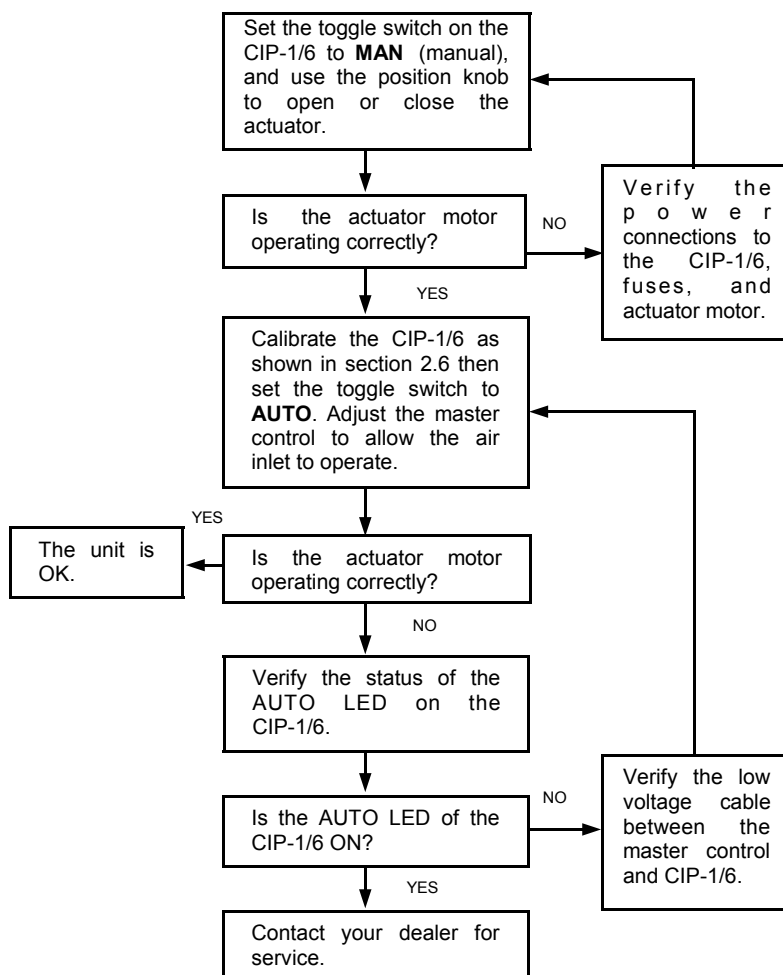 Set the toggle switch on the
CIP-1/6 to MAN (manual),
and use the position knob
to open or close the
actuator.
Is the actuator motor
operating correctly?
NO
Verify the
power
connections to
the CIP-1/6,
fuses, and
actuator motor.
YES
Calibrate the CIP-1/6 as
shown in section 2.6 then
set the toggle switch to
AUTO. Adjust the master
control to allow the air
inlet to operate.
YES
The unit is
OK.
Is the actuator motor
operating correctly?
NO
Verify the status of the
AUTO LED on the
CIP-1/6.
Is the AUTO LED of the
CIP-1/6 ON?
NO
Verify the low
voltage cable
between the
master control
and CIP-1/6.
YES
Contact your dealer for
service.